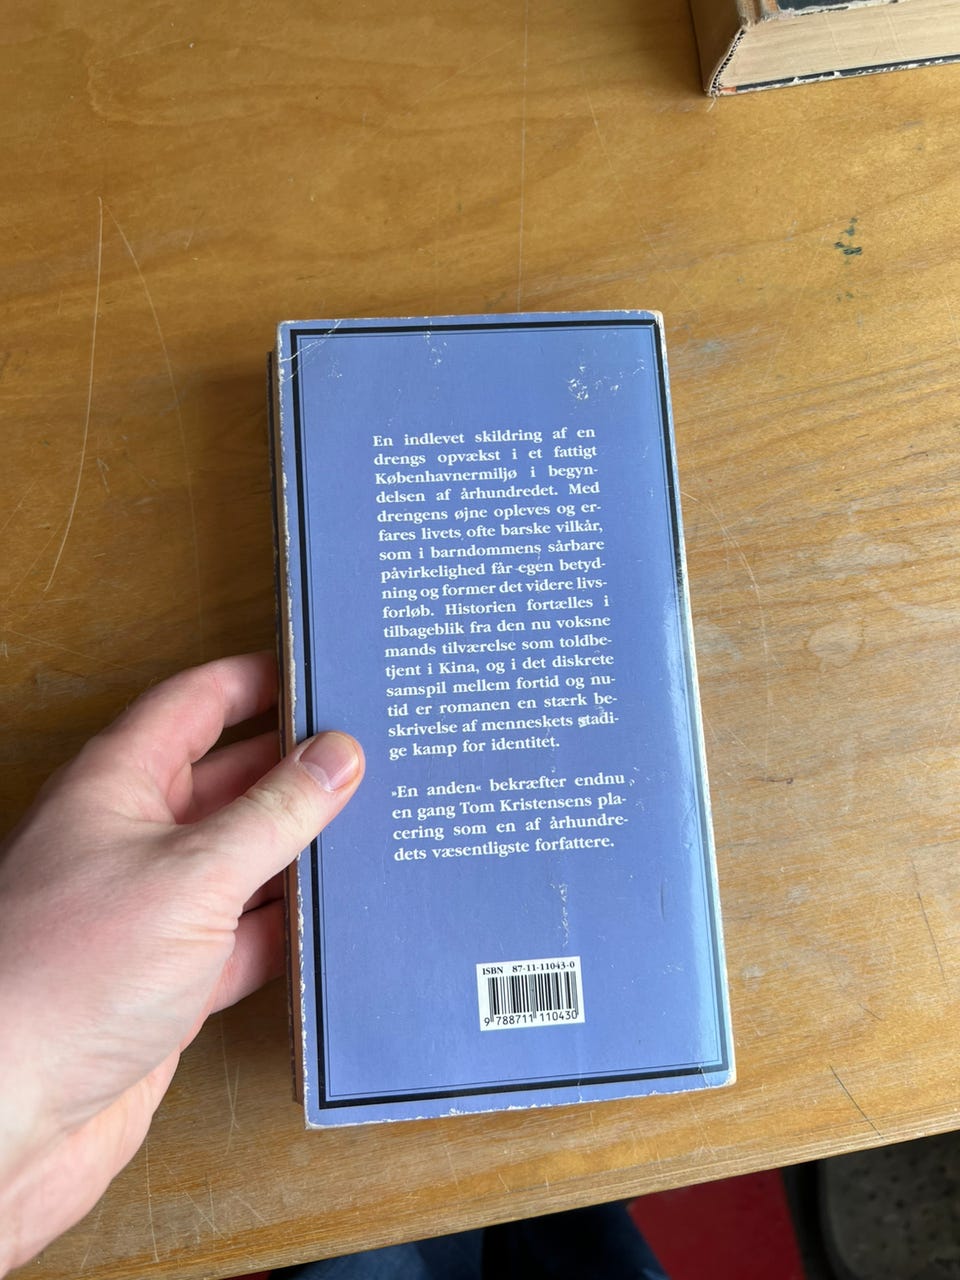 En indlevet skildring af en
drengs opvækst i et fattigt
Københavnermiljø i begyn-
delsen af århundredet. Med
drengens øjne opleves og er-
fares livets ofte barske vilkår,
som i barndommens sårbare
påvirkelighed får egen betyd-
ning og former det videre livs-
forløb. Historien fortælles i
tilbageblik fra den nu voksne
mands tilværelse som toldbe-
tjent i Kina, og i det diskrete
samspil mellem fortid og nu-
tid er romanen en stærk be-
skrivelse af menneskets stadi-
ge kamp for identitet.
»En anden« bekræfter endnu
en gang Tom Kristensens pla-
cering som en af århundre-
dets væsentligste forfattere.
ISBN 87-11-11043-0
9 788711 110430